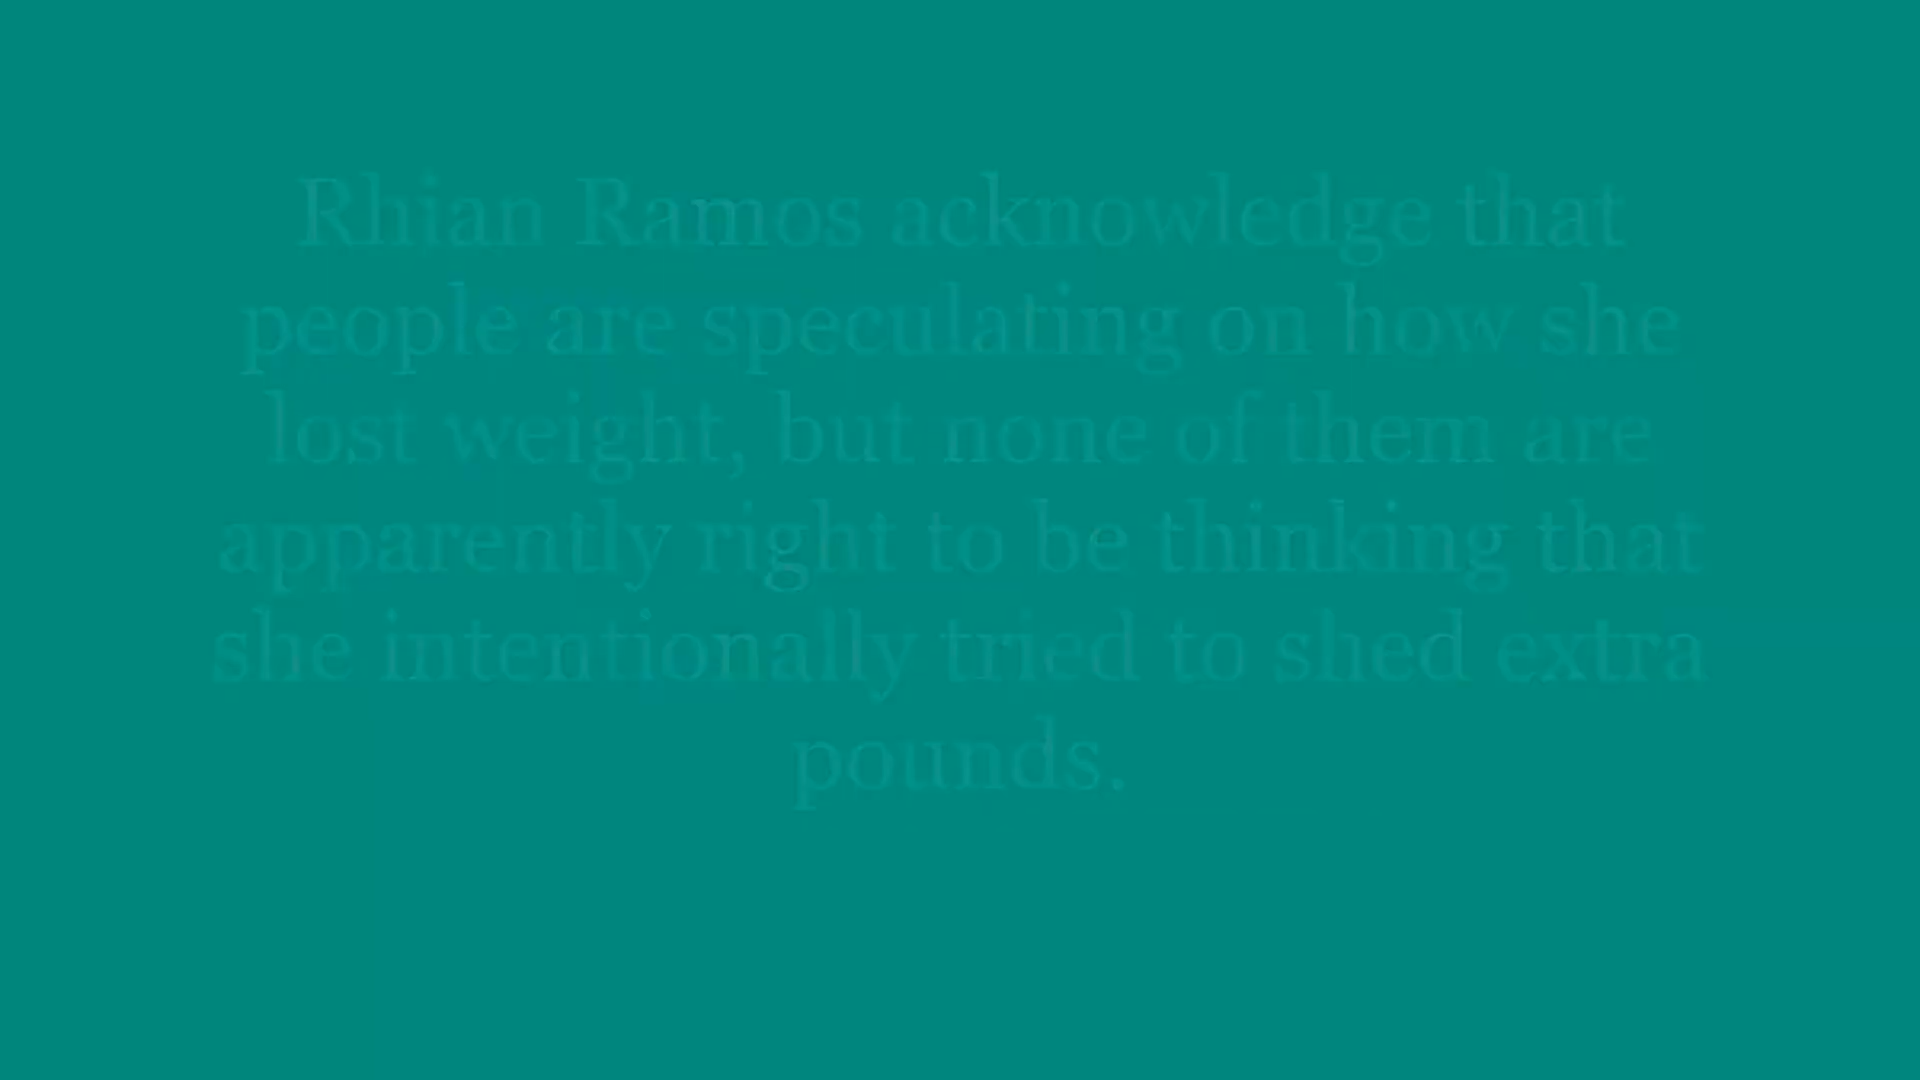 Rhian Ramos acknowledge that
people are speculating on how she
lost weight, but none of them are
apparently right to be thinking that
she intentionally tried to shed extra
pounds.